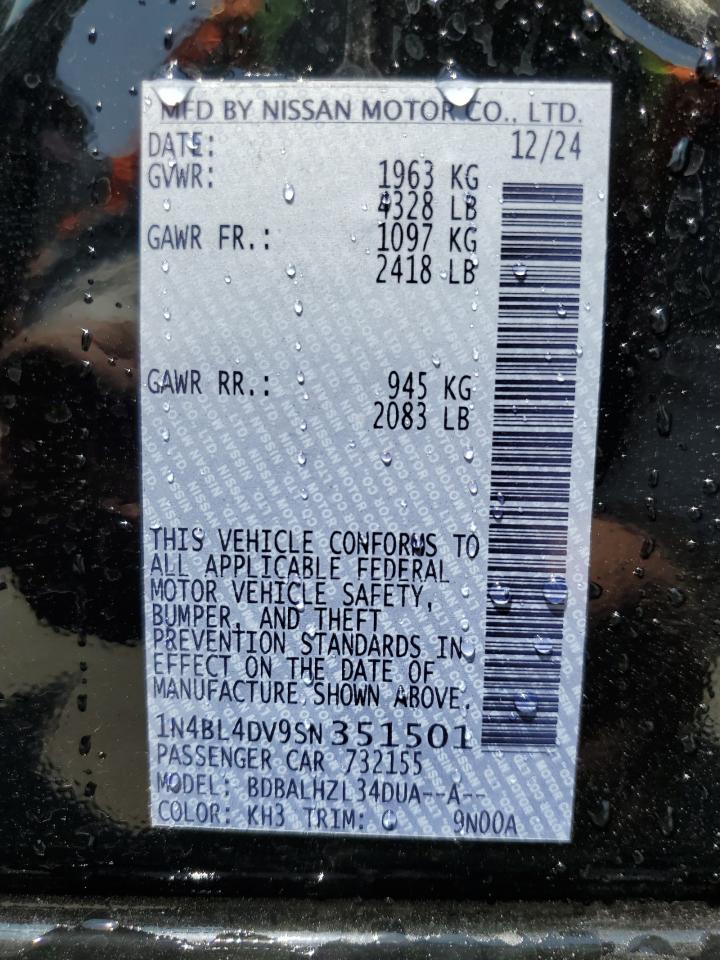 MFD BY NISSAN MOTOR CO., LTD.
DATE: 12/24
GVWR: 1963 KG
4328 LB
GAWR FR.: 1097 KG
2418 LB
GAWR RR.: 945 KG
2083 LB
THIS VEHICLE CONFORMS TO
ALL APPLICABLE FEDERAL
MOTOR VEHICLE SAFETY,
BUMPER, AND THEFT
PREVENTION STANDARDS IN
EFFECT ON THE DATE OF
MANUFACTURE SHOWN ABOVE.
1N4BL4DV9SN351501
PASSENGER CAR 732155
MODEL: BDBALHZL34DUA--A--
COLOR: KH3 TRIM: G 9N00A